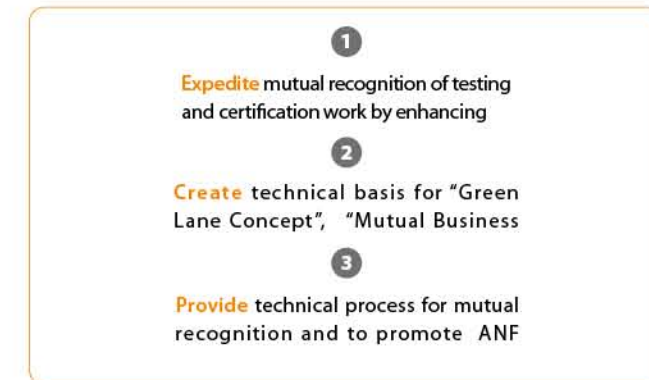 1
Expedite mutual recognition of testing
and certification work by enhancing
2
Create technical basis for “Green
Lane Concept”, “Mutual Business
3
Provide technical process for mutual
recognition and to promote ANF